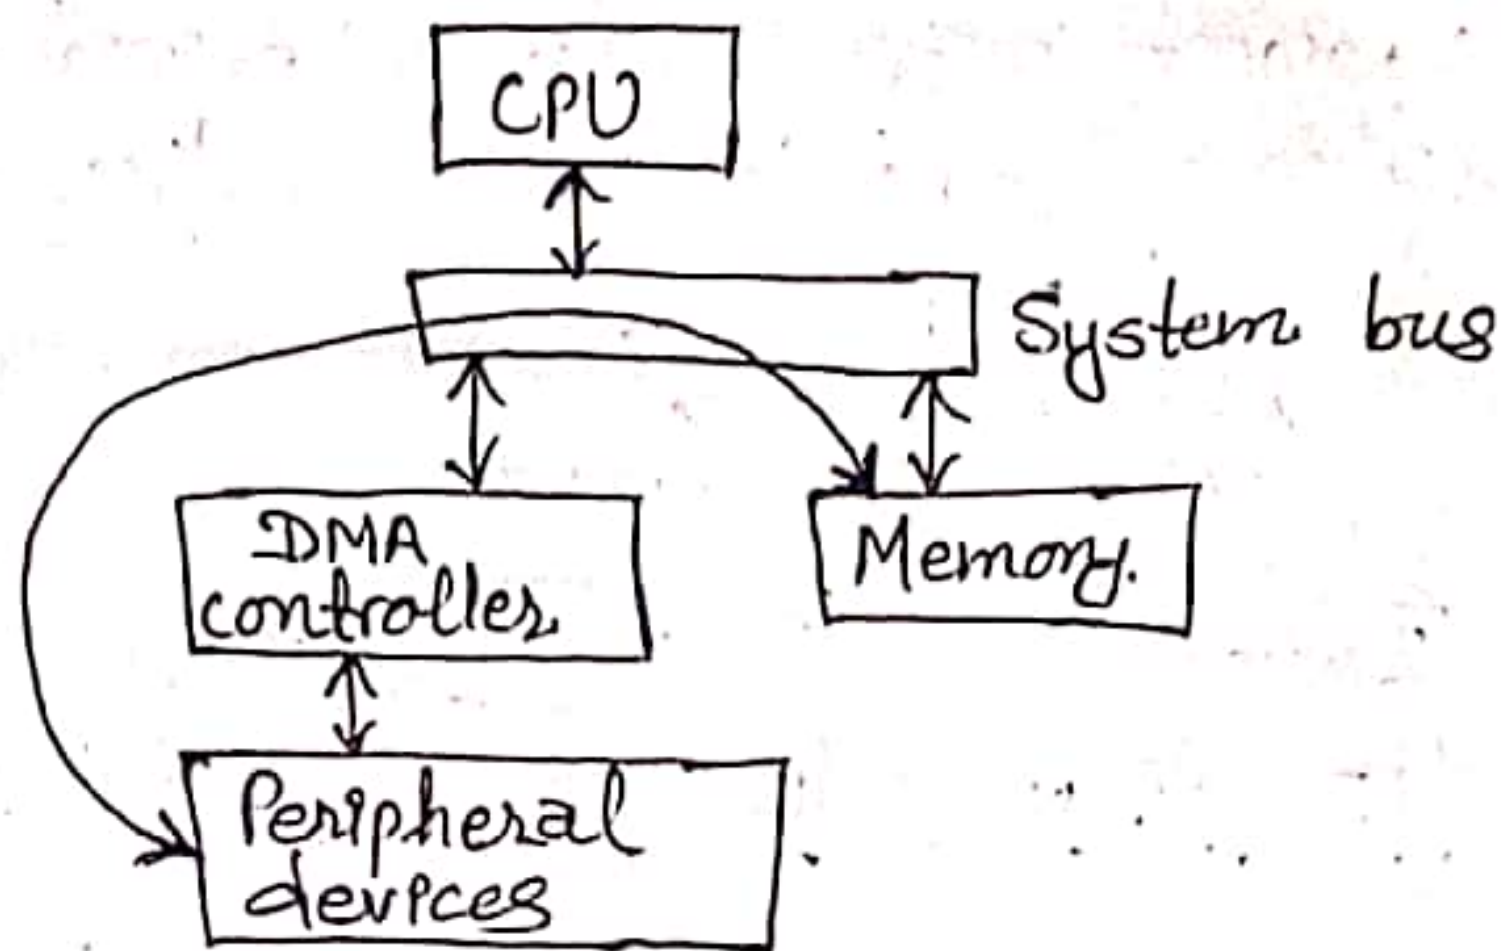 CPU
System bus
DMA
controller
Memory.
Peripheral
devices